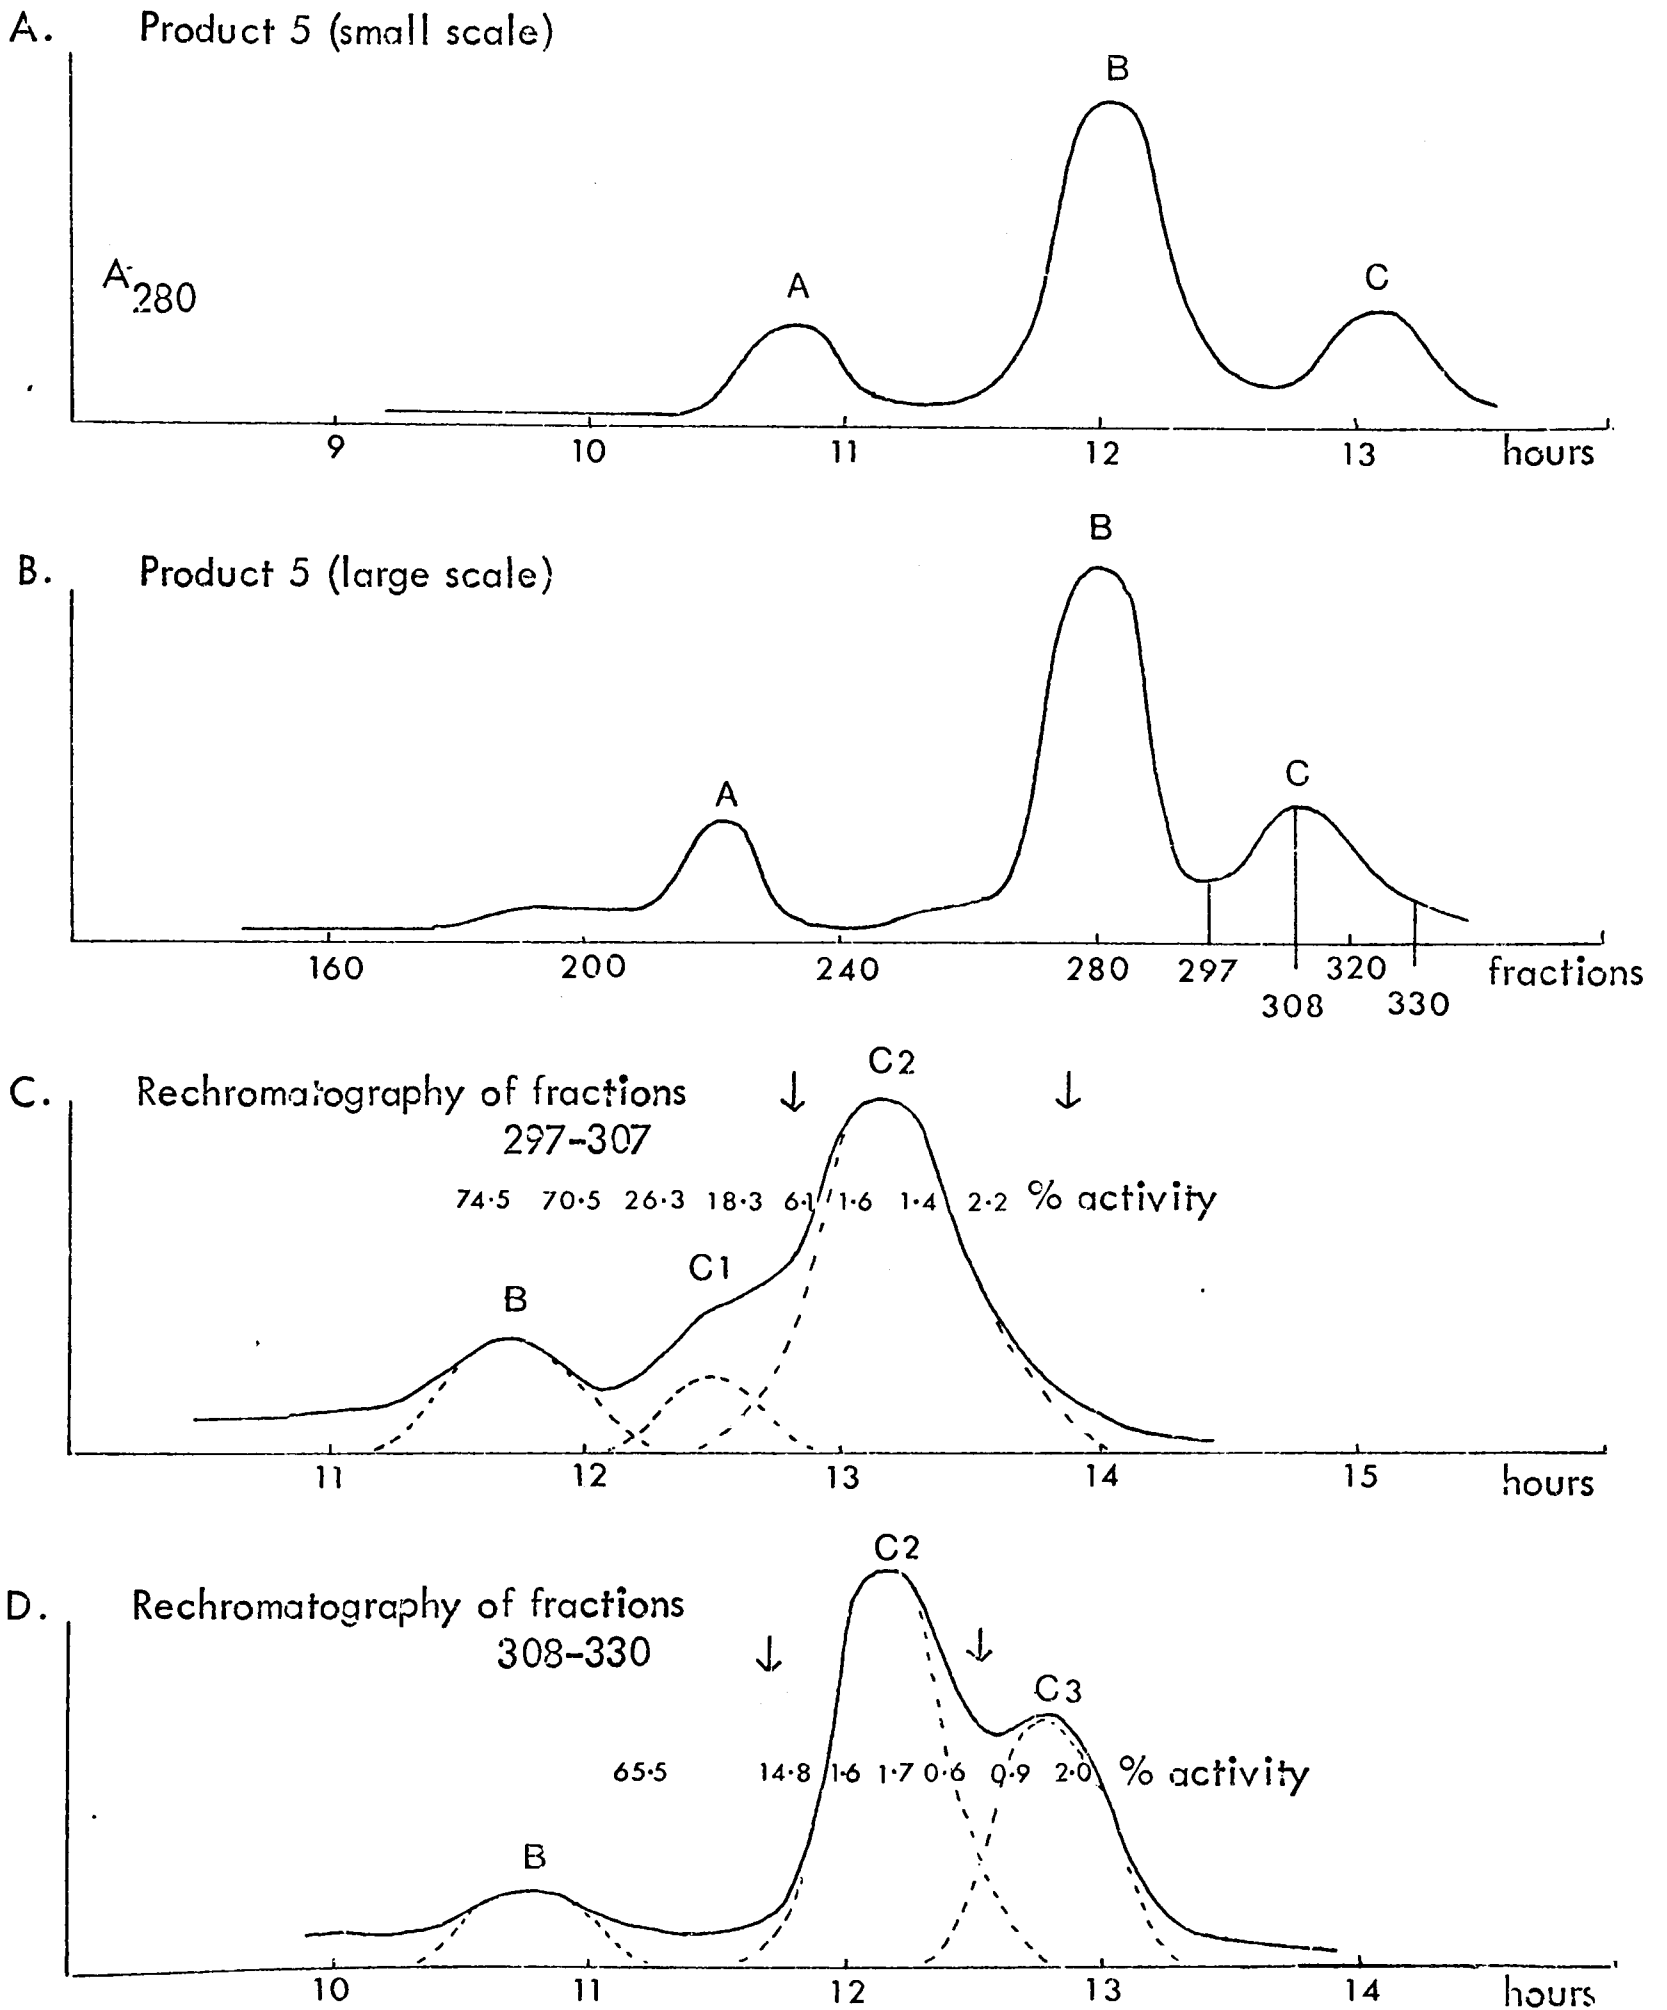 A. Product 5 (small scale)
B
A
C
A280
9 10 11 12 13 hours
B
B. Product 5 (large scale)
A
C
160 200 240 280 297 320 fractions
308 330
C2
C. Rechromatography of fractions
297-307
74·5 70·5 26·3 18·3 6·1 1·6 1·4 2·2 % activity
C1
B
11 12 13 14 15 hours
C2
D. Rechromatography of fractions
308-330
C3
65·5 14·8 1·6 1·7 0·6 0·9 2·0 % activity
B
10 11 12 13 14 hours